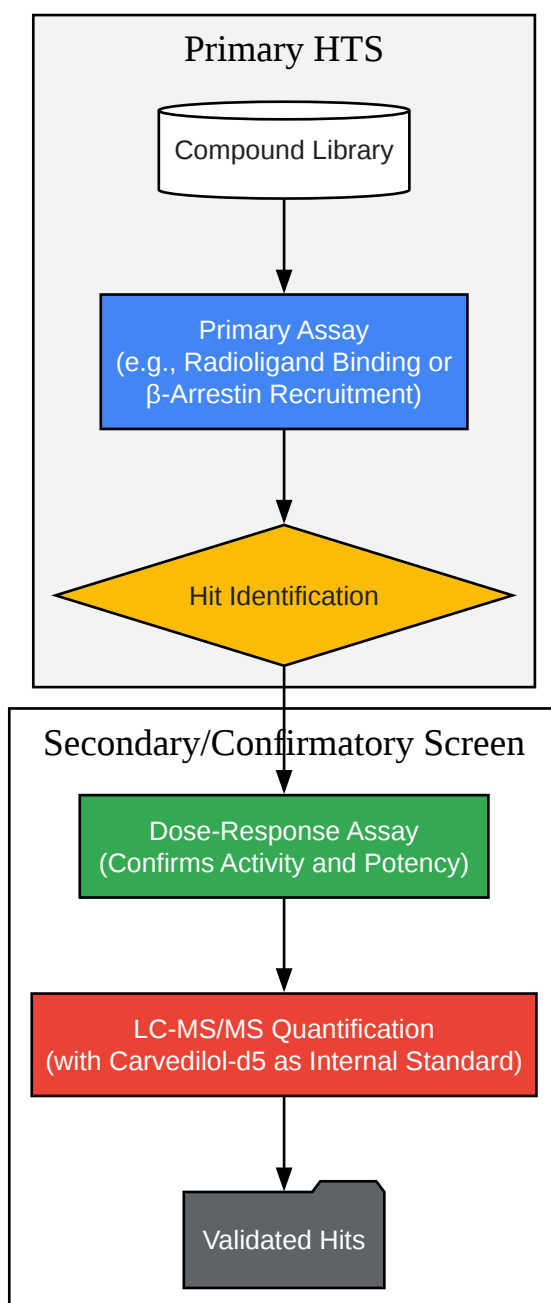 Primary HTS
Compound Library
Primary Assay
(e.g., Radioligand Binding or
β-Arrestin Recruitment)
Hit Identification
Secondary/Confirmatory Screen
Dose-Response Assay
(Confirms Activity and Potency)
LC-MS/MS Quantification
(with Carvedilol-d5 as Internal Standard)
Validated Hits